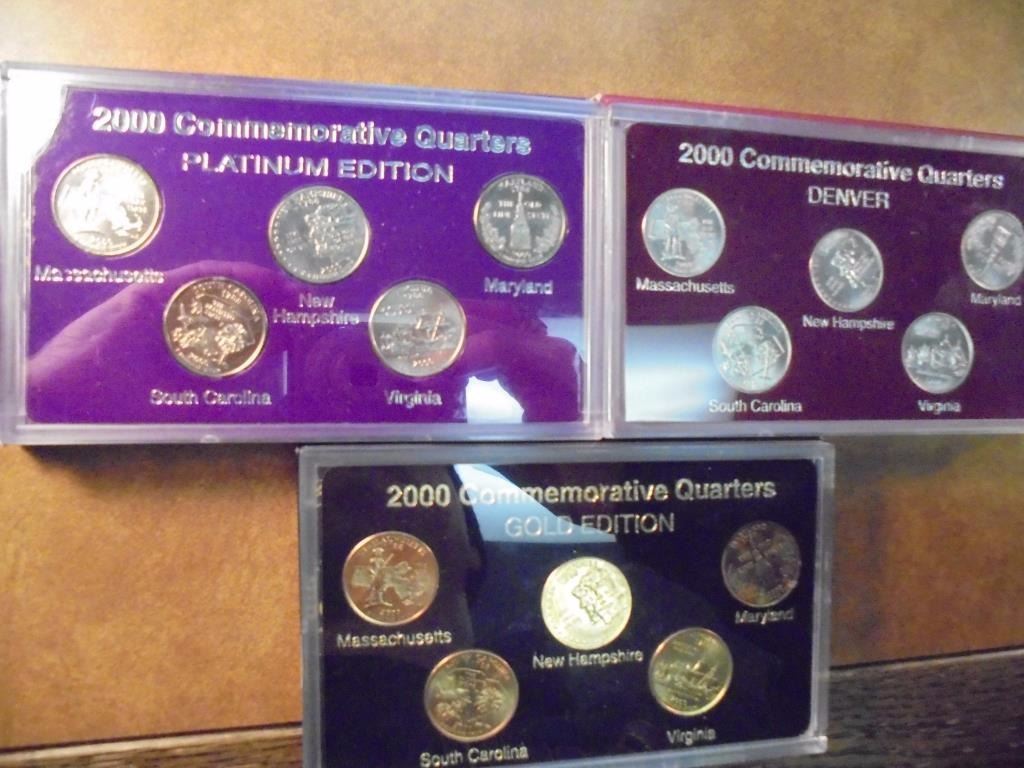 2000 Commemorative Quarters
PLATINUM EDITION
Massachusetts
New
Hampshire
Maryland
South Carolina
Virginia
2000 Commemorative Quarters
DENVER
Massachusetts
New Hampshire
Maryland
South Carolina
Virginia
2000 Commemorative Quarters
GOLD EDITION
Massachusetts
New Hampshire
Maryland
South Carolina
Virginia